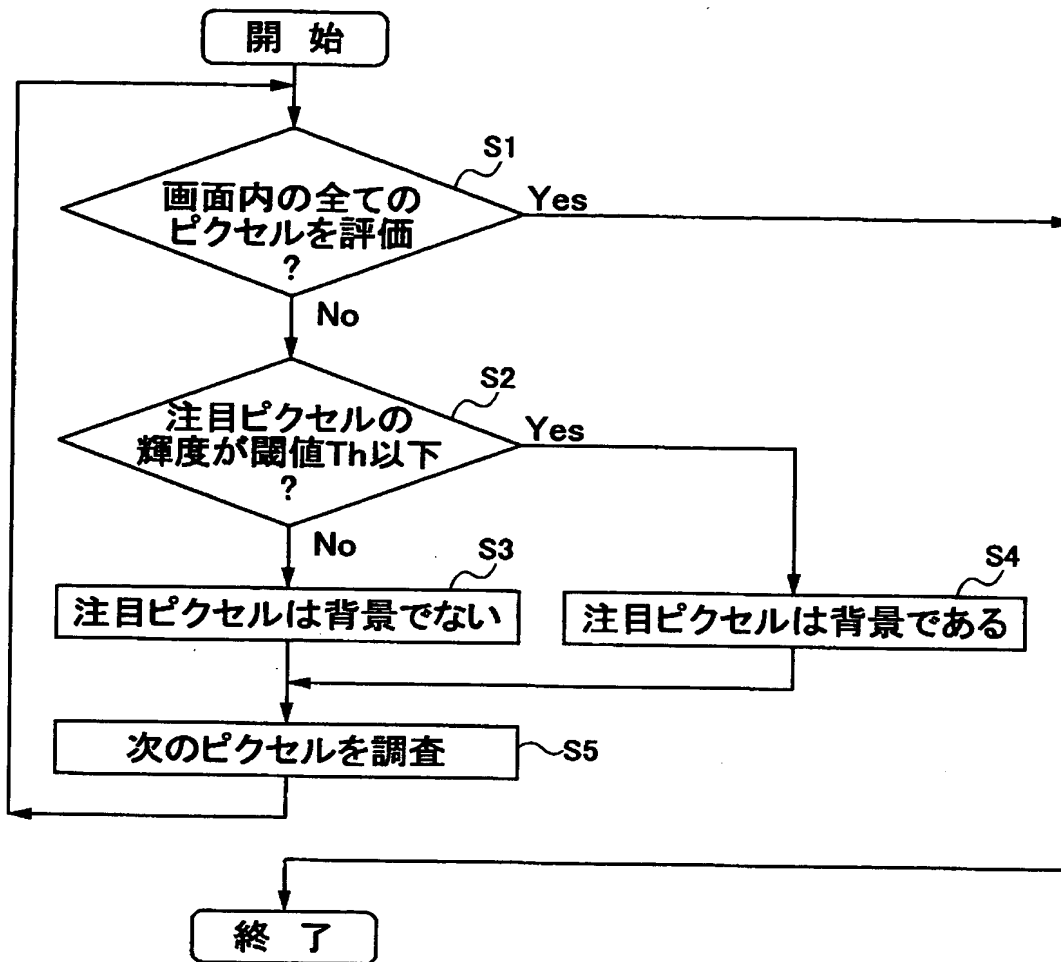 開 始
S1
画面内の全ての
ピクセルを評価
?
Yes
No
S2
注目ピクセルの
輝度が閾値Th以下
?
Yes
No
S3
注目ピクセルは背景でない
S4
注目ピクセルは背景である
次のピクセルを調査
S5
終 了